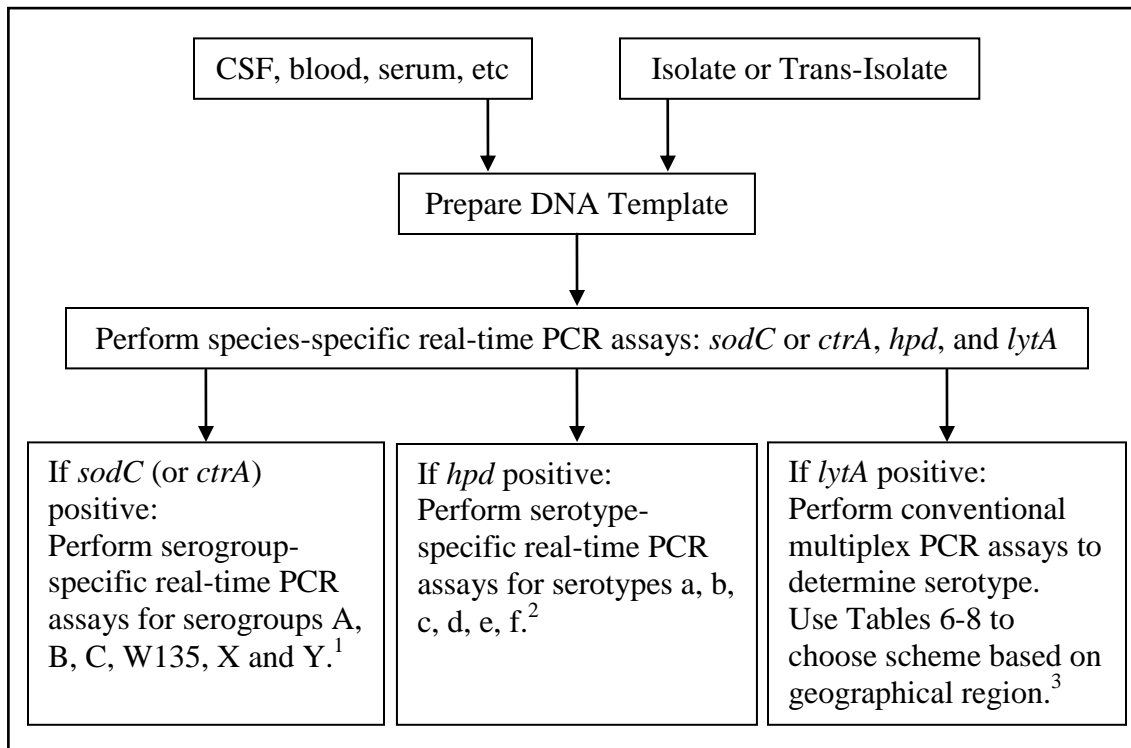 CSF, blood, serum, etc
Isolate or Trans-Isolate
Prepare DNA Template
Perform species-specific real-time PCR assays: sodC or ctrA, hpd, and lytA
If sodC (or ctrA)
positive:
Perform serogroup-
specific real-time PCR
assays for serogroups A,
B, C, W135, X and Y.1
If hpd positive:
Perform serotype-
specific real-time PCR
assays for serotypes a, b,
c, d, e, f.2
If lytA positive:
Perform conventional
multiplex PCR assays to
determine serotype.
Use Tables 6-8 to
choose scheme based on
geographical region.3